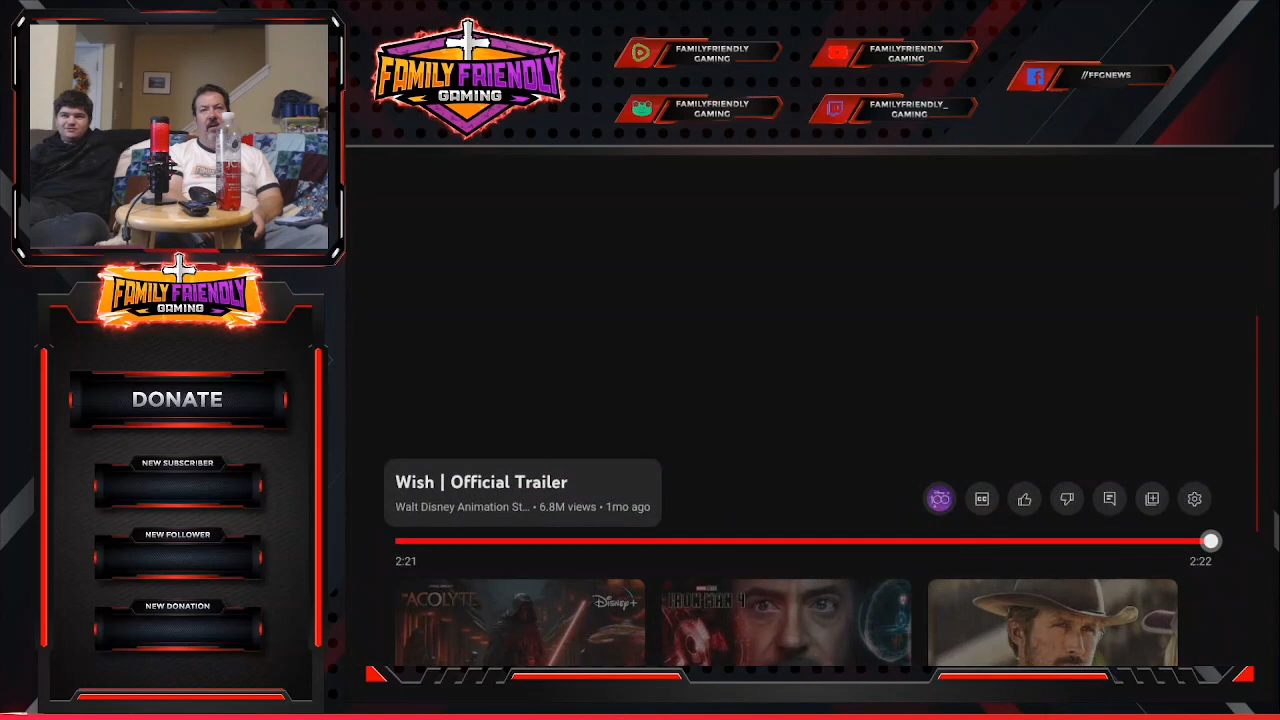 FAMILY FRIENDLY
GAMING
FAMILYFRIENDLY
GAMING
FAMILYFRIENDLY
GAMING
//FFGNEWS
FAMILYFRIENDLY
GAMING
FAMILYFRIENDLY_
GAMING
FAMILY FRIENDLY
GAMING
DONATE
NEW SUBSCRIBER
NEW FOLLOWER
NEW DONATION
Wish | Official Trailer
Walt Disney Animation St... • 6.8M views • 1mo ago
CC
2:21
2:22
ACOLYTE
Disney+
IRON MAN 4